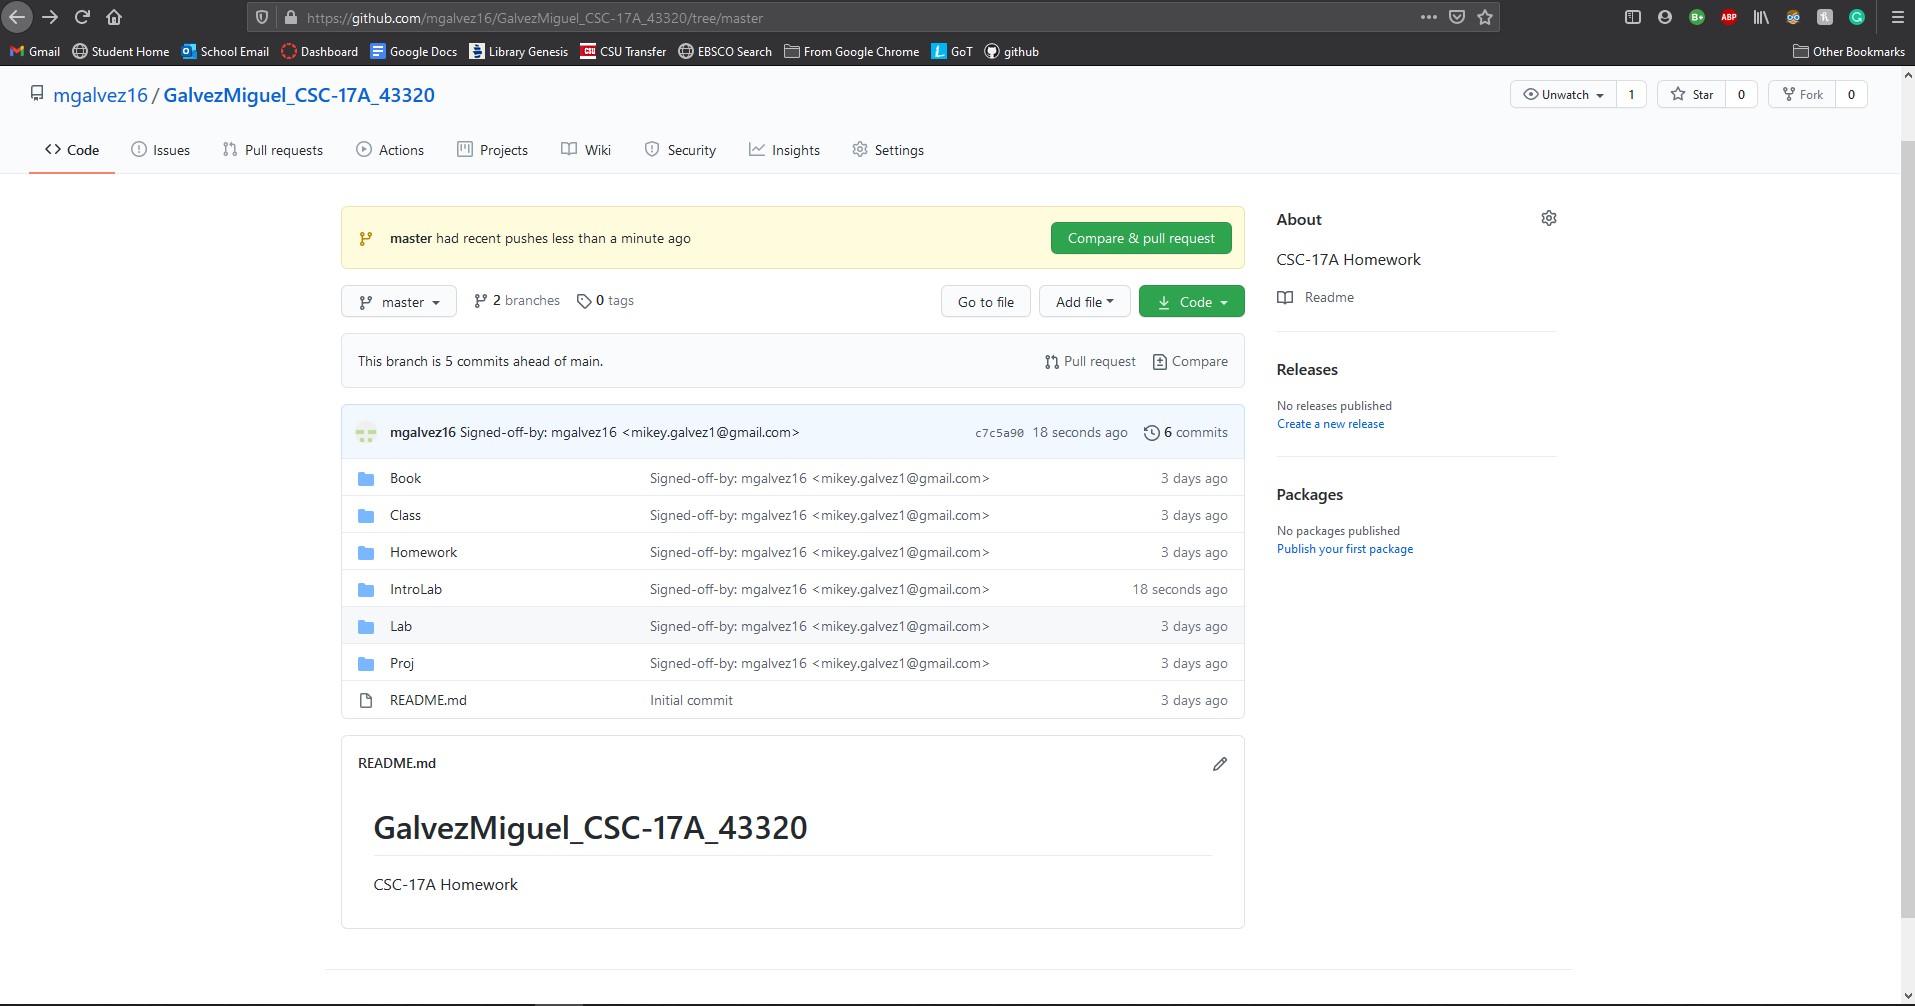 https://github.com/mgalvez16/GalvezMiguel_CSC-17A_43320/tree/master
Gmail Student Home School Email Dashboard Google Docs Library Genesis CSU Transfer EBSCO Search From Google Chrome GoT github Other Bookmarks
mgalvez16 / GalvezMiguel_CSC-17A_43320 Unwatch 1 Star 0 Fork 0
Code Issues Pull requests Actions Projects Wiki Security Insights Settings
master had recent pushes less than a minute ago Compare & pull request
master 2 branches 0 tags Go to file Add file Code
This branch is 5 commits ahead of main. Pull request Compare
mgalvez16 Signed-off-by: mgalvez16 <mikey.galvez1@gmail.com> c7c5a90 18 seconds ago 6 commits
Book Signed-off-by: mgalvez16 <mikey.galvez1@gmail.com> 3 days ago
Class Signed-off-by: mgalvez16 <mikey.galvez1@gmail.com> 3 days ago
Homework Signed-off-by: mgalvez16 <mikey.galvez1@gmail.com> 3 days ago
IntroLab Signed-off-by: mgalvez16 <mikey.galvez1@gmail.com> 18 seconds ago
Lab Signed-off-by: mgalvez16 <mikey.galvez1@gmail.com> 3 days ago
Proj Signed-off-by: mgalvez16 <mikey.galvez1@gmail.com> 3 days ago
README.md Initial commit 3 days ago
README.md
GalvezMiguel_CSC-17A_43320
CSC-17A Homework
About
CSC-17A Homework
Readme
Releases
No releases published
Create a new release
Packages
No packages published
Publish your first package